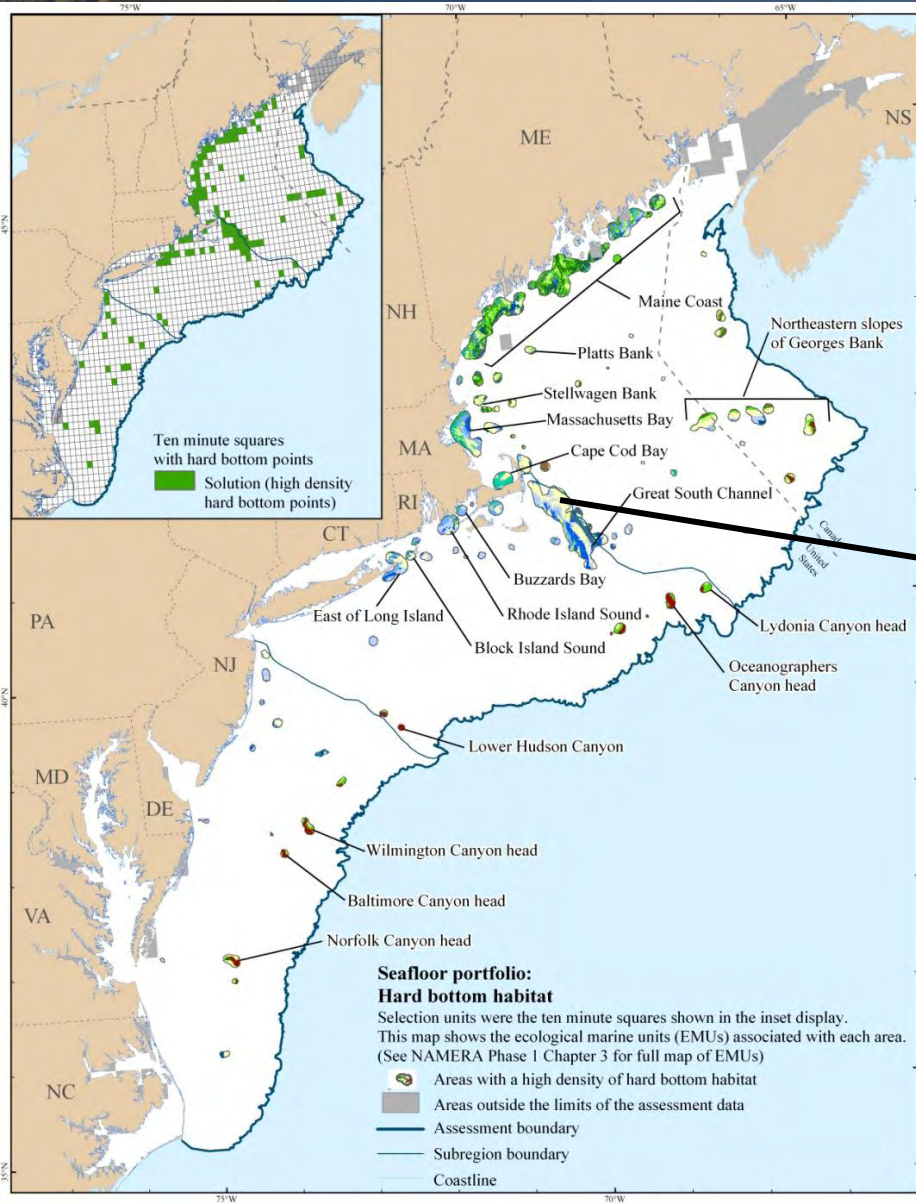 75°W
70°W
65°W
45°N
Ten minute squares
with hard bottom points
Solution (high density
hard bottom points)
NS
ME
NH
Maine Coast
Northeastern slopes
of Georges Bank
Platts Bank
Stellwagen Bank
Massachusetts Bay
MA
Cape Cod Bay
RI
Great South Channel
CT
Canada
United
States
Buzzards Bay
East of Long Island
Rhode Island Sound
Lydonia Canyon head
PA
Block Island Sound
NJ
Oceanographers
Canyon head
40°N
Lower Hudson Canyon
MD
DE
Wilmington Canyon head
Baltimore Canyon head
VA
Norfolk Canyon head
Seafloor portfolio:
Hard bottom habitat
Selection units were the ten minute squares shown in the inset display.
This map shows the ecological marine units (EMUs) associated with each area.
(See NAMERA Phase 1 Chapter 3 for full map of EMUs)
NC
Areas with a high density of hard bottom habitat
Areas outside the limits of the assessment data
Assessment boundary
Subregion boundary
Coastline
35°N
75°W
70°W